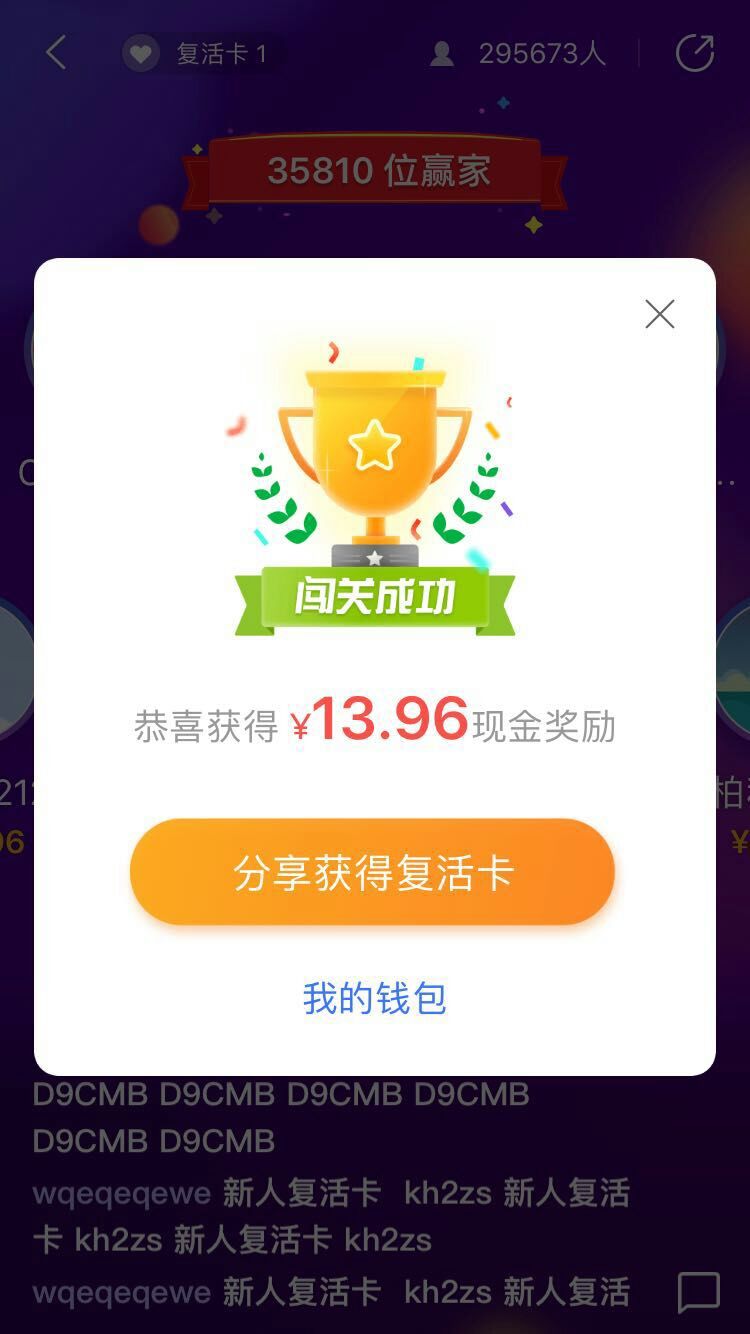 复活卡 1
295673人
35810 位赢家
闯关成功
恭喜获得 ¥13.96现金奖励
分享获得复活卡
我的钱包
D9CMB D9CMB D9CMB D9CMB
D9CMB D9CMB
wqeqeqewe 新人复活卡 kh2zs 新人复活
卡 kh2zs 新人复活卡 kh2zs
wqeqeqewe 新人复活卡 kh2zs 新人复活